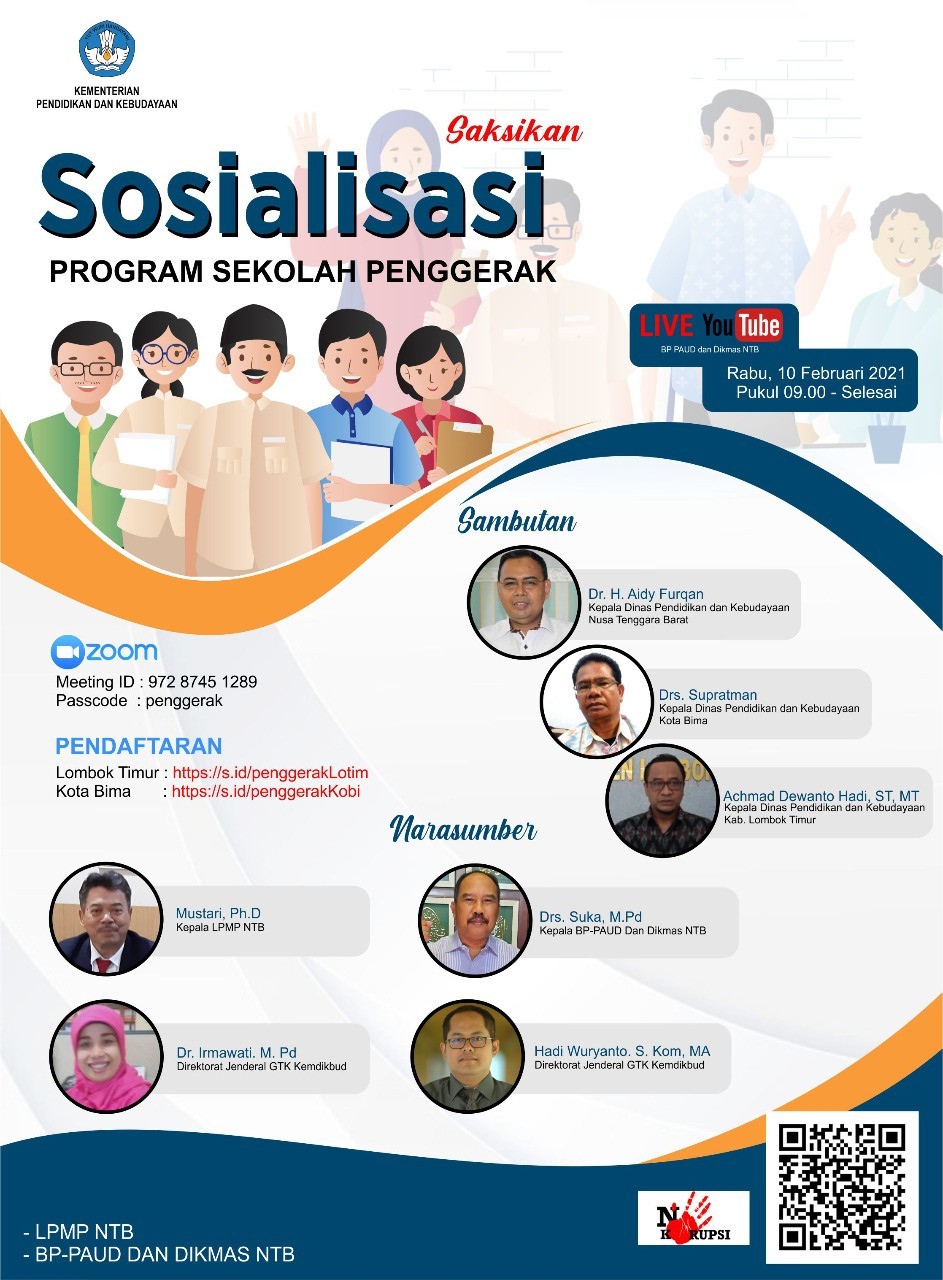 KEMENTERIAN
PENDIDIKAN DAN KEBUDAYAAN
Saksikan
Sosialisasi
PROGRAM SEKOLAH PENGGERAK
LIVE YouTube
BP PAUD dan Dikmas NTB
Rabu, 10 Februari 2021
Pukul 09.00 - Selesai
Sambutan
Dr. H. Aidy Furqan
Kepala Dinas Pendidikan dan Kebudayaan
Nusa Tenggara Barat
Drs. Supratman
Kepala Dinas Pendidikan dan Kebudayaan
Kota Bima
Achmad Dewanto Hadi, ST, MT
Kepala Dinas Pendidikan dan Kebudayaan
Kab. Lombok Timur
zoom
Meeting ID : 972 8745 1289
Passcode : penggerak
PENDAFTARAN
Lombok Timur : https://s.id/penggerakLotim
Kota Bima : https://s.id/penggerakKobi
Narasumber
Mustari, Ph.D
Kepala LPMP NTB
Drs. Suka, M.Pd
Kepala BP-PAUD Dan Dikmas NTB
Dr. Irmawati. M. Pd
Direktorat Jenderal GTK Kemdikbud
Hadi Wuryanto. S. Kom, MA
Direktorat Jenderal GTK Kemdikbud
- LPMP NTB
- BP-PAUD DAN DIKMAS NTB